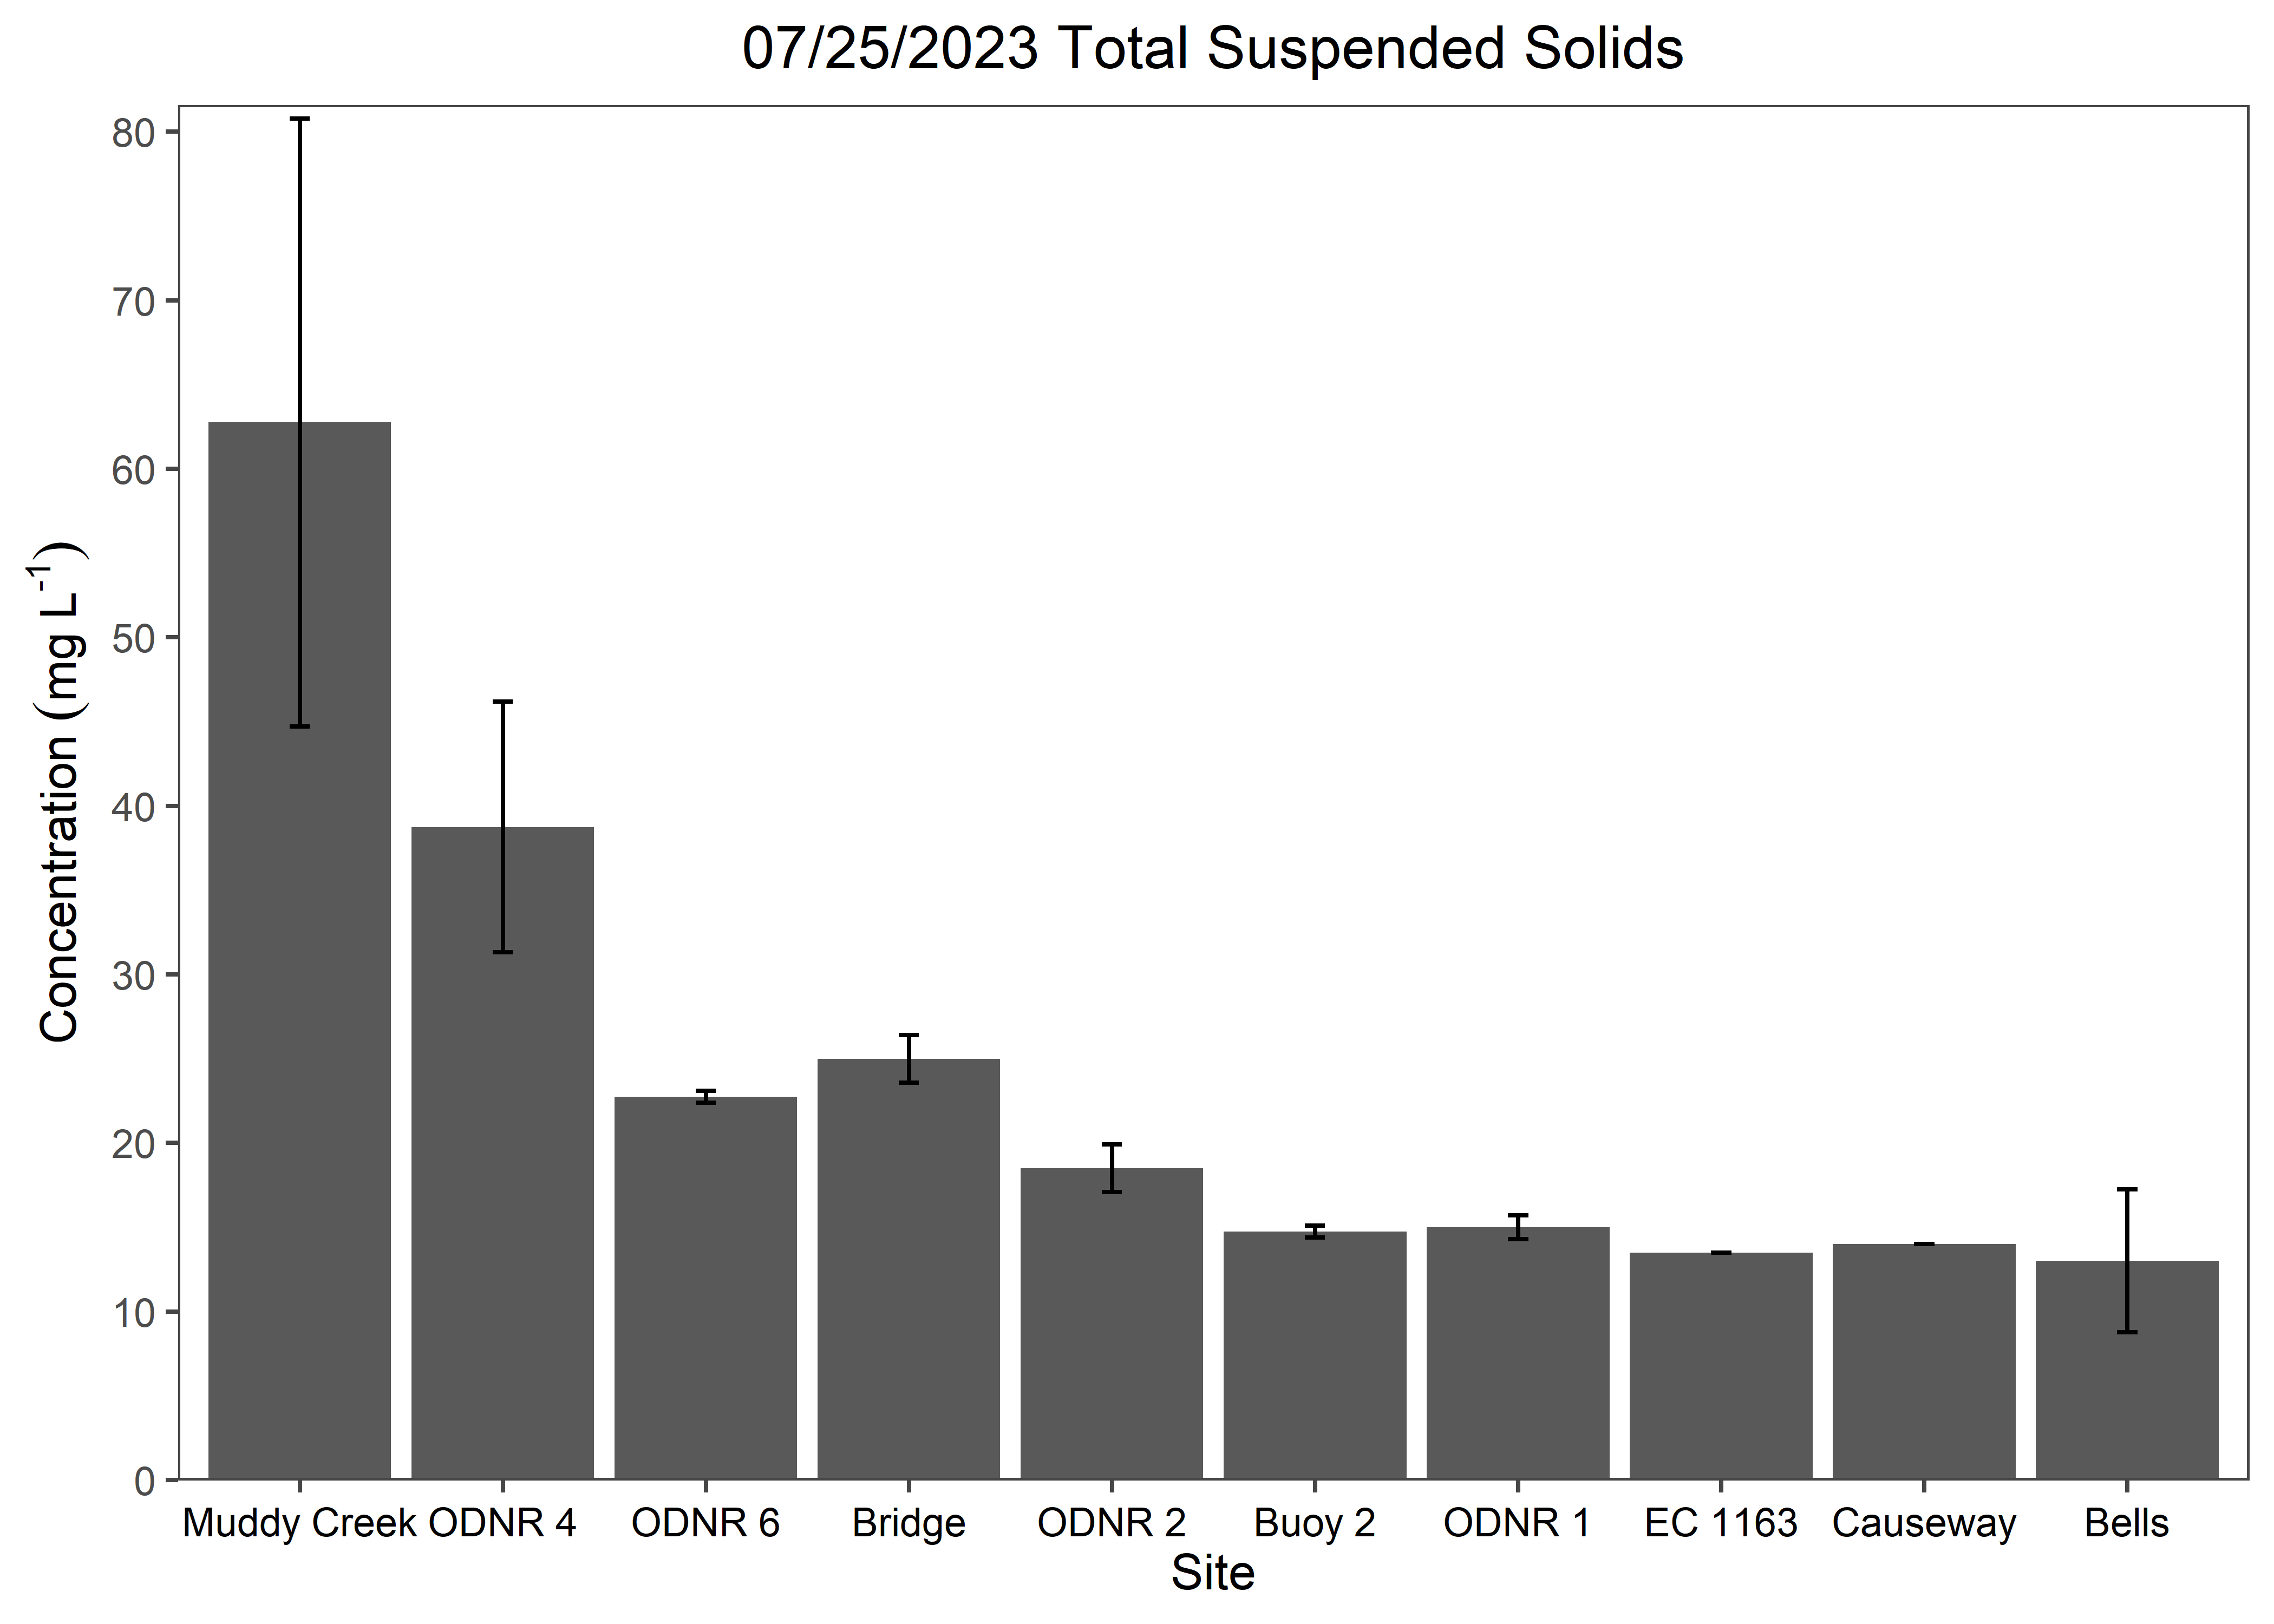 07/25/2023 Total Suspended Solids
Concentration (mg L⁻¹)
80
70
60
50
40
30
20
10
0
Muddy Creek ODNR 4 ODNR 6 Bridge ODNR 2 Buoy 2 ODNR 1 EC 1163 Causeway Bells
Site